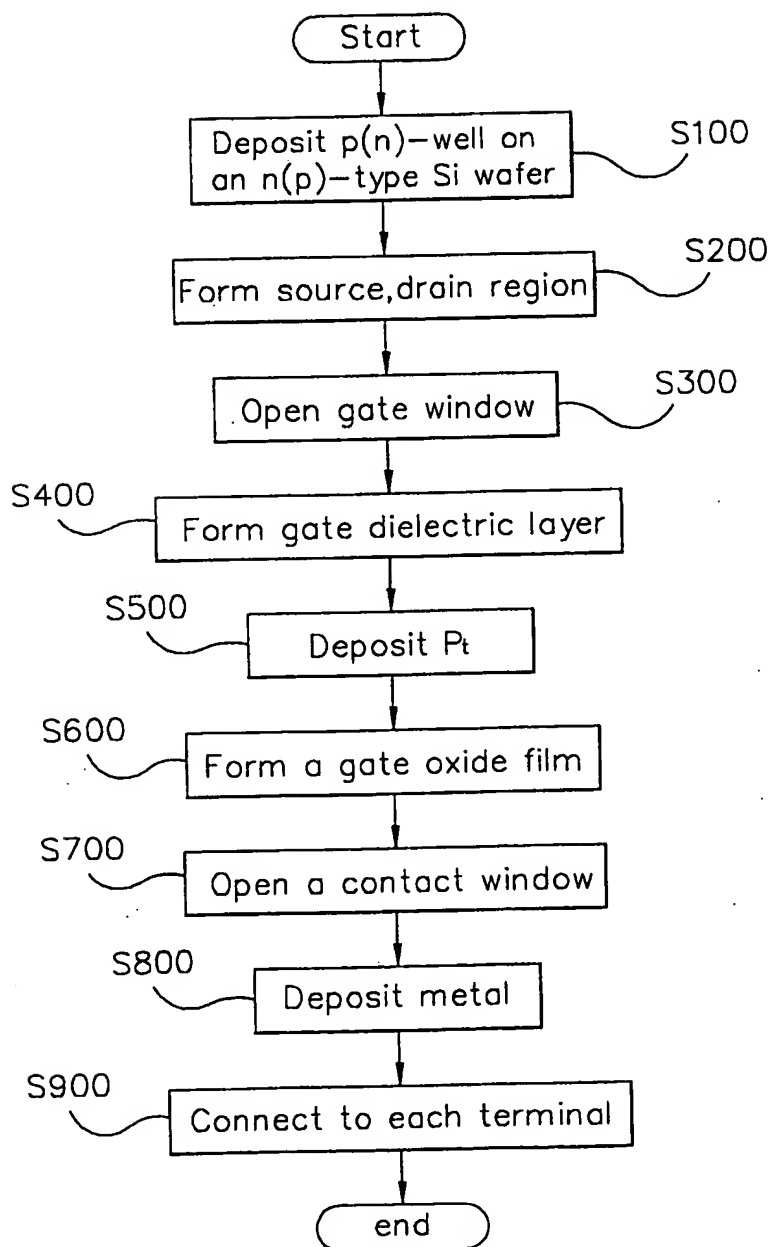 Start
Deposit p(n)-well on
an n(p)-type Si wafer
S100
Form source,drain region
S200
Open gate window
S300
S400
Form gate dielectric layer
S500
Deposit Pt
S600
Form a gate oxide film
S700
Open a contact window
S800
Deposit metal
S900
Connect to each terminal
end